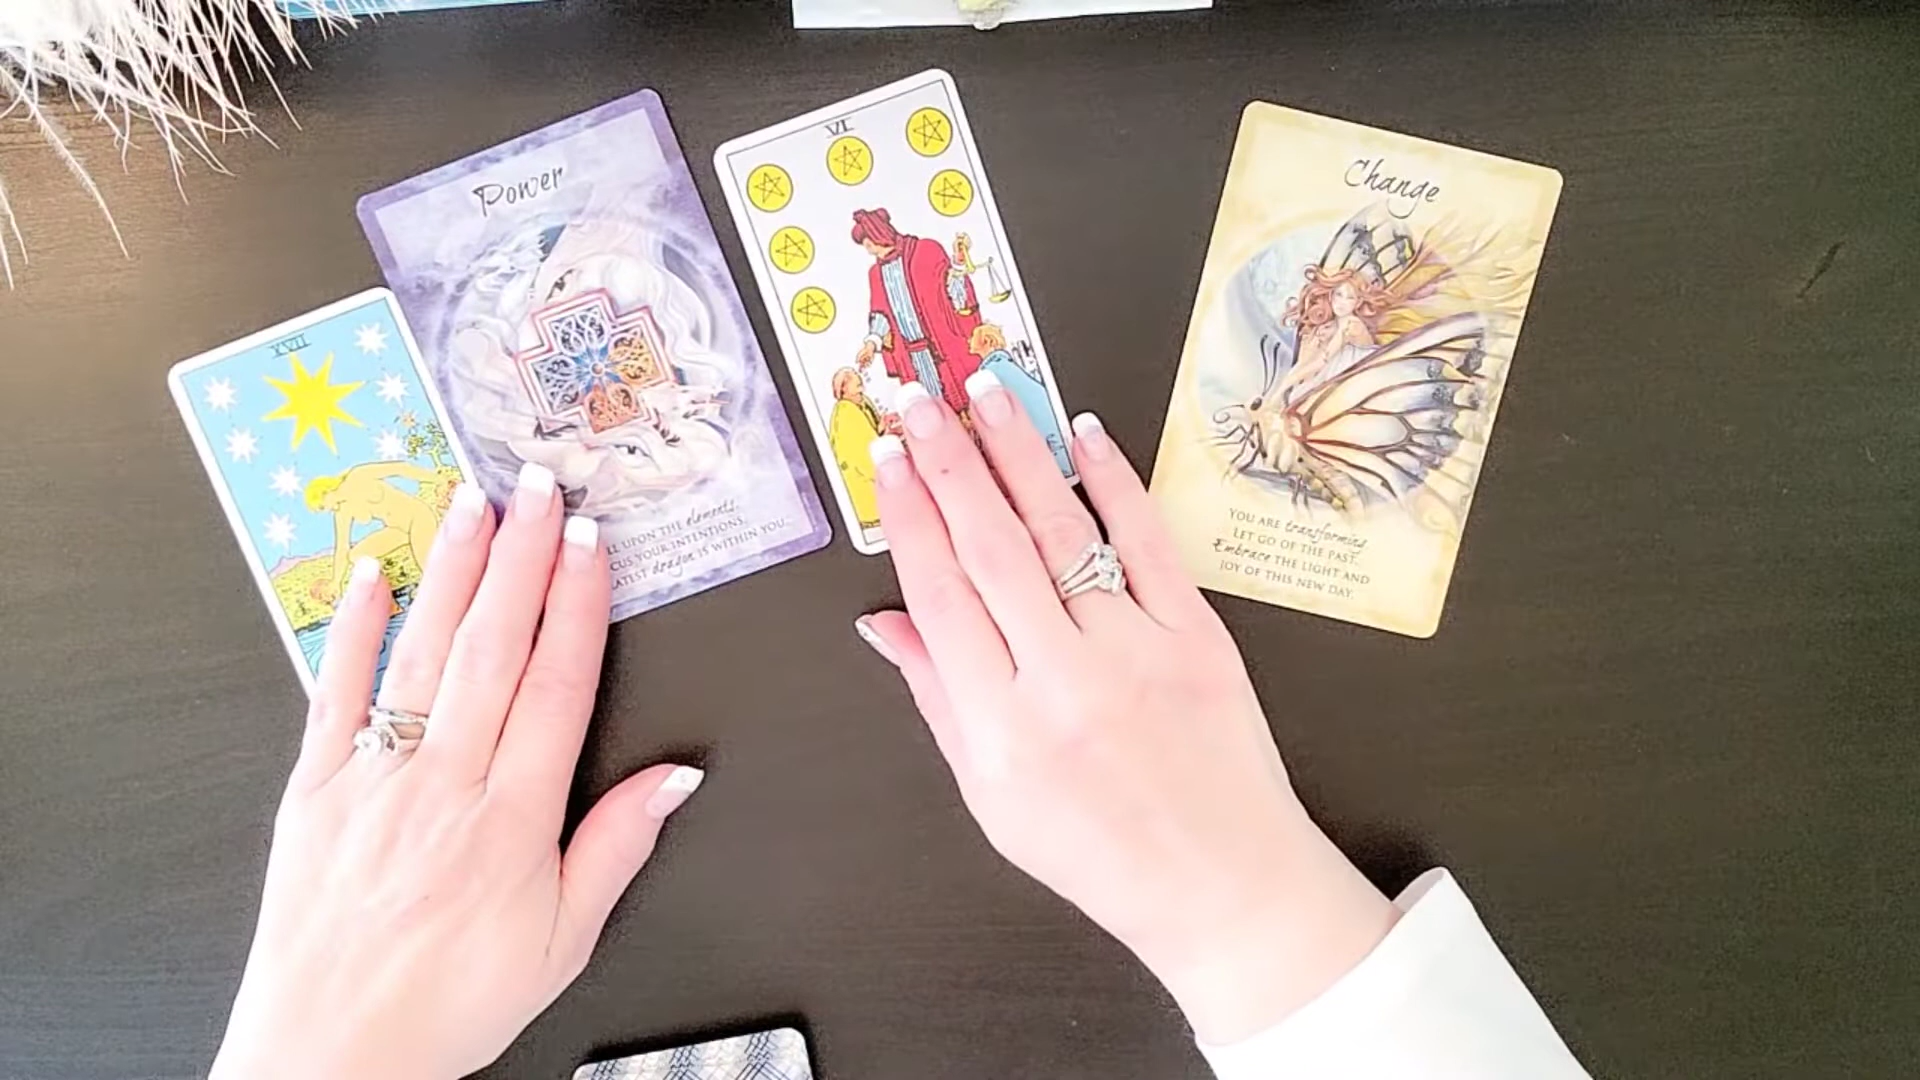 XVII
Power
UPON THE elements.
YOUR INTENTIONS.
dragon IS WITHIN YOU.
VI
Change
YOU ARE transforming
LET GO OF THE PAST.
Embrace THE LIGHT AND
JOY OF THIS NEW DAY.